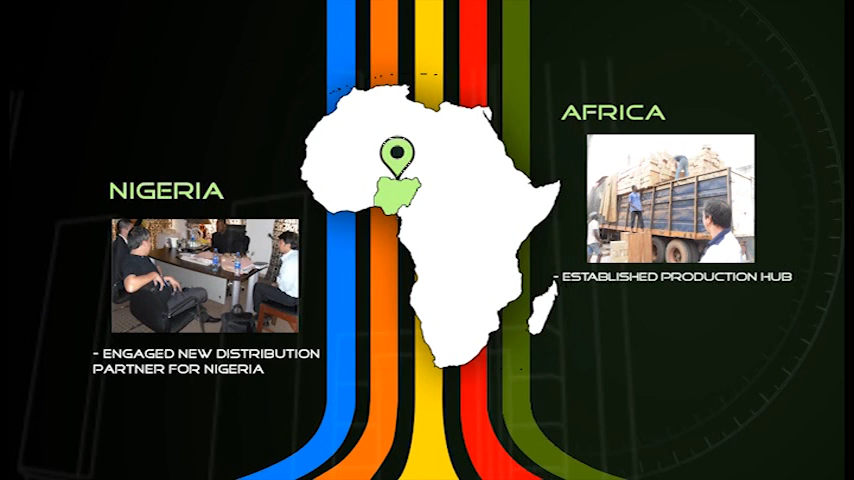 NIGERIA
- ENGAGED NEW DISTRIBUTION
PARTNER FOR NIGERIA
AFRICA
- ESTABLISHED PRODUCTION HUB